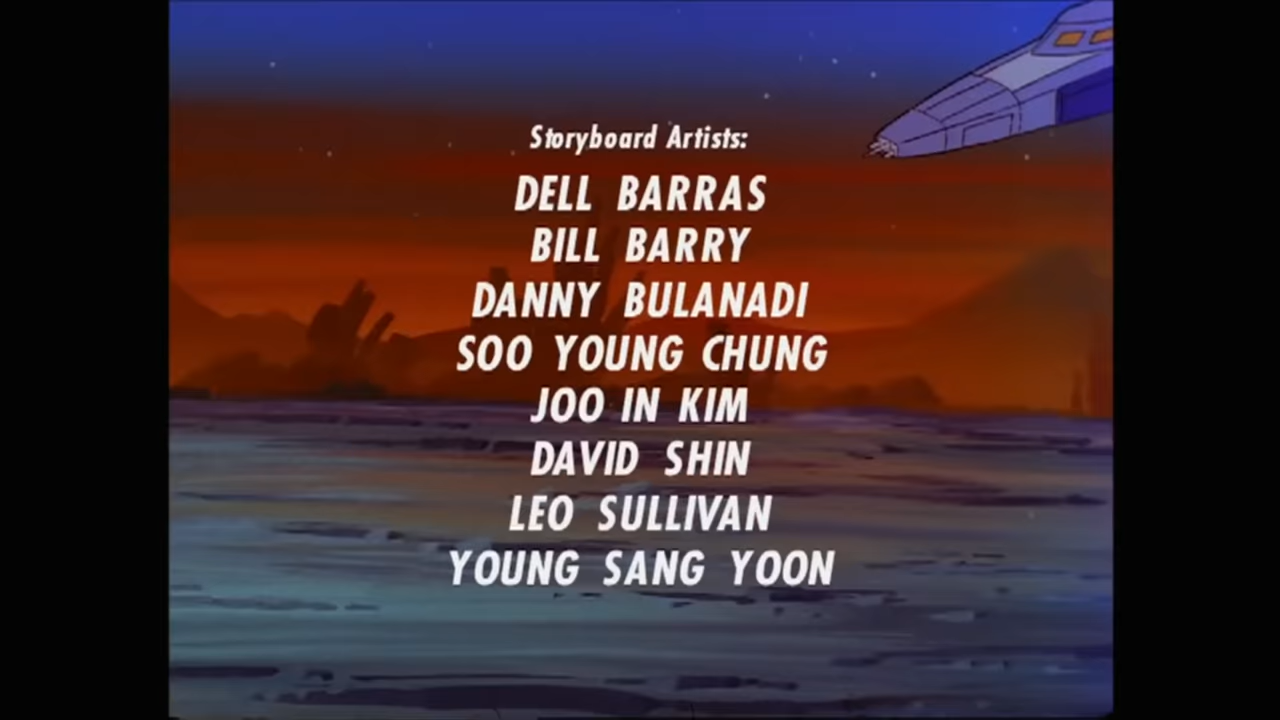 Storyboard Artists:
DELL BARRAS
BILL BARRY
DANNY BULANADI
SOO YOUNG CHUNG
JOO IN KIM
DAVID SHIN
LEO SULLIVAN
YOUNG SANG YOON